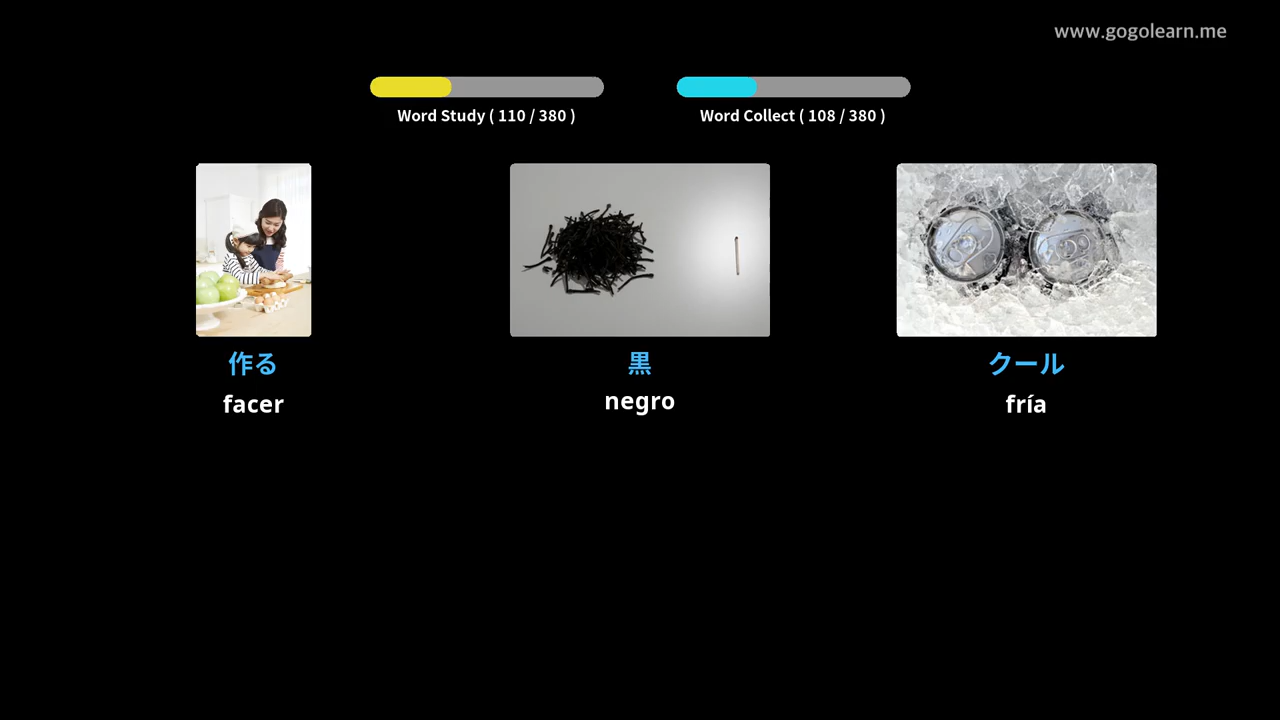 www.gogolearn.me
Word Study ( 110 / 380 )
Word Collect ( 108 / 380 )
作る
facer
黒
negro
クール
fría